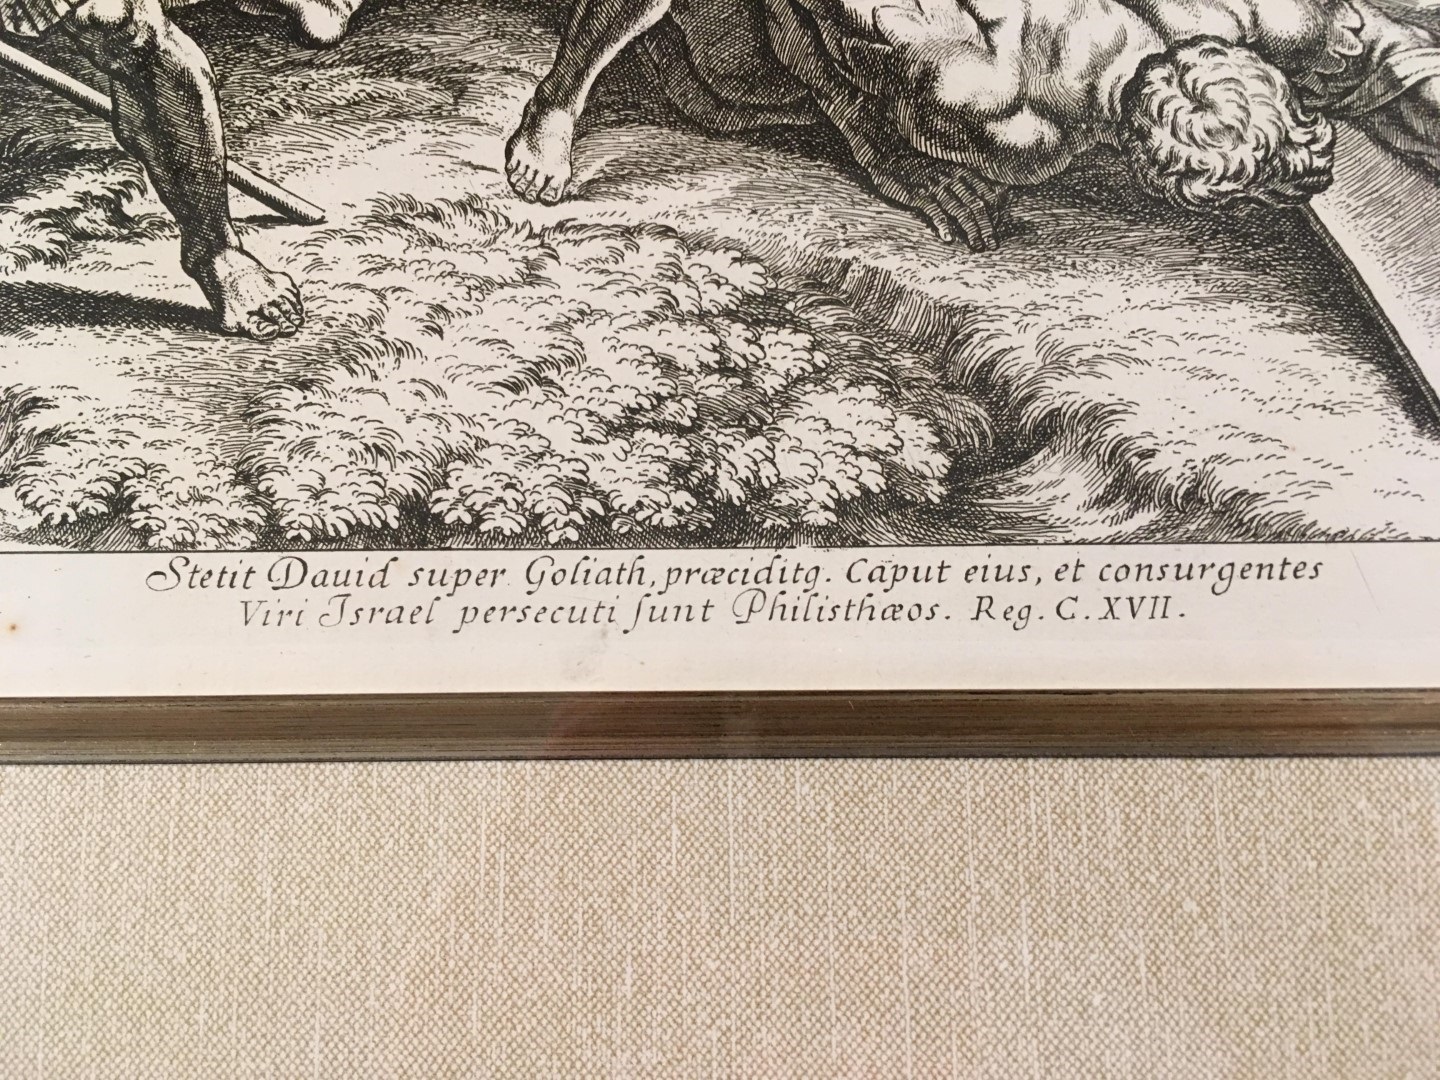 Stetit Dauid super Goliath, præciditq. Caput eius, et consurgentes
Viri Israel persecuti ſunt Philisthæos. Reg. C. XVII.